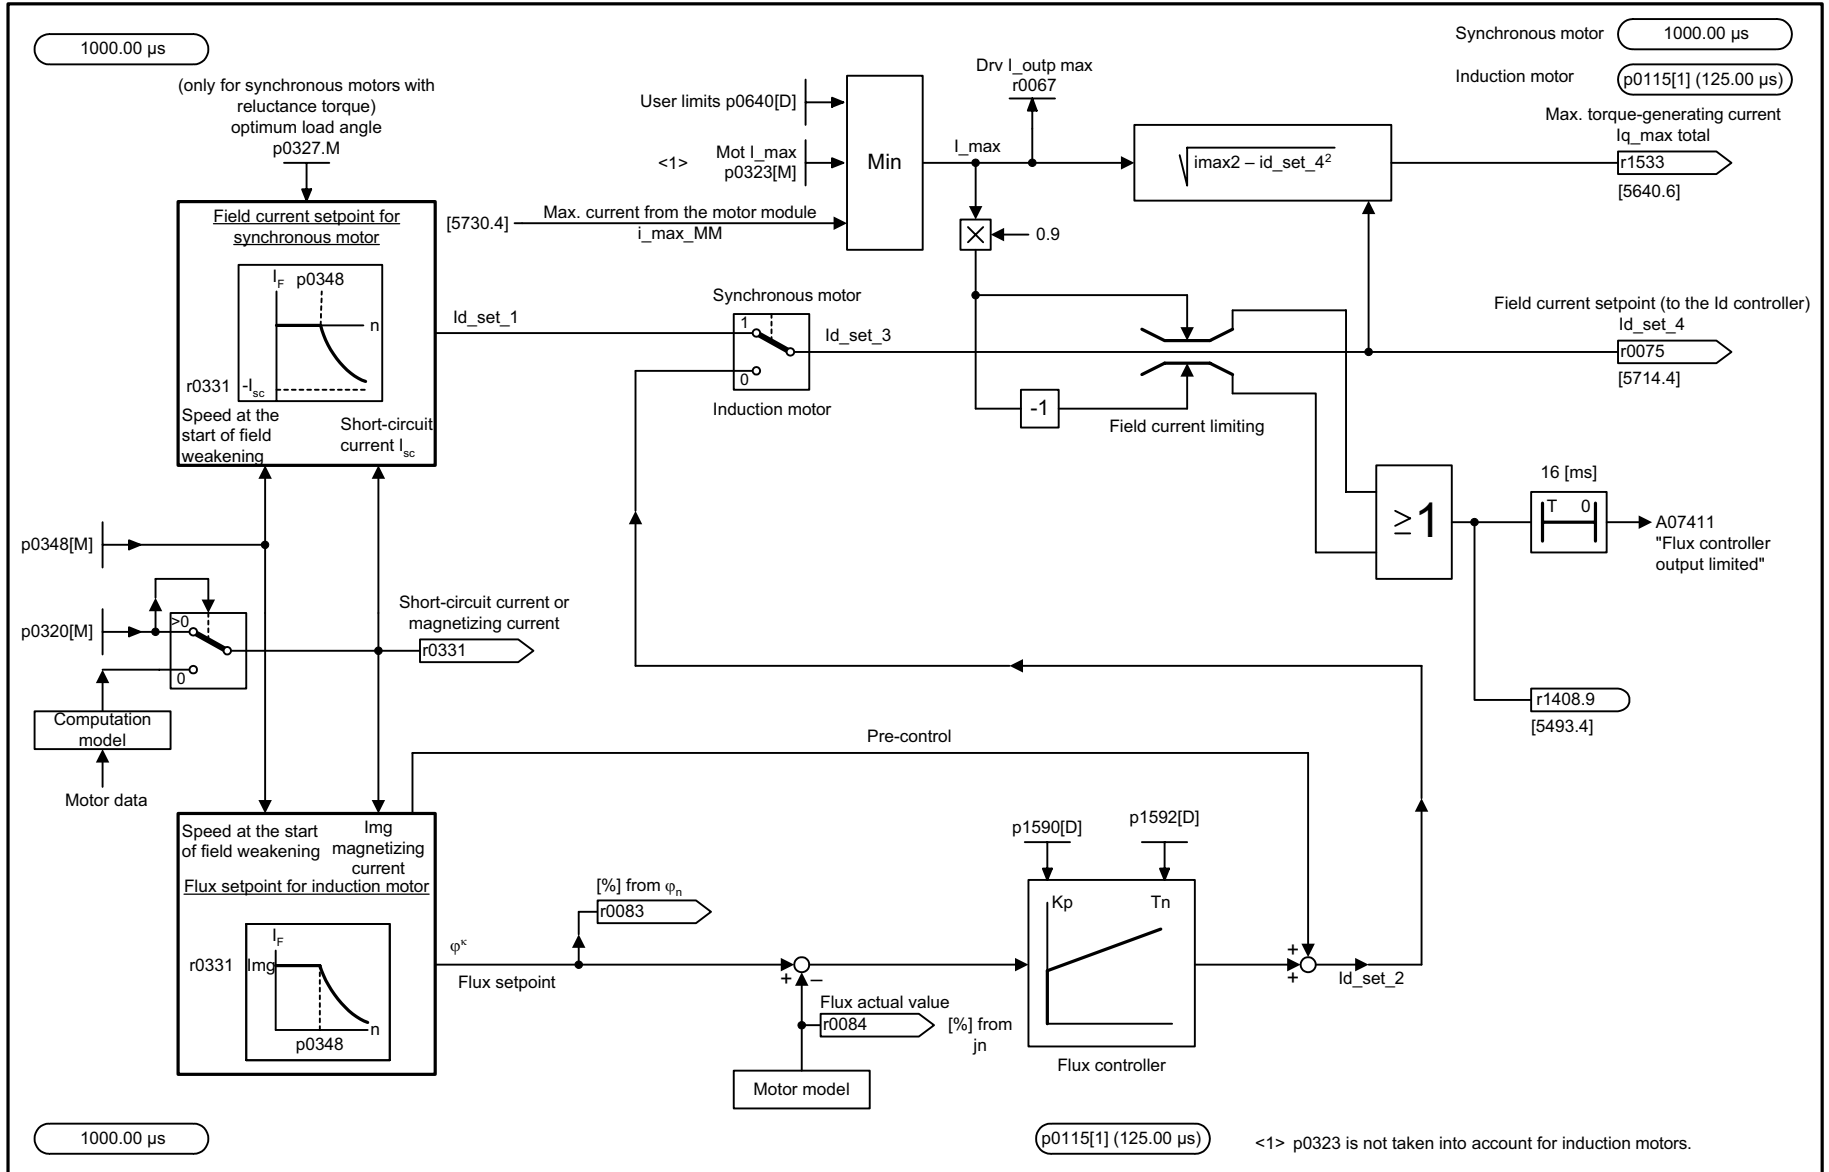 1000.00 µs
Synchronous motor
1000.00 µs
Induction motor
p0115[1] (125.00 µs)
(only for synchronous motors with
reluctance torque)
optimum load angle
p0327.M
User limits p0640[D]
<1>
Mot I_max
p0323[M]
[5730.4]
Max. current from the motor module
i_max_MM
Min
Drv I_outp max
r0067
I_max
0.9
√imax2 – id_set_4²
Max. torque-generating current
Iq_max total
r1533
[5640.6]
Field current setpoint for
synchronous motor
I_F
p0348
n
r0331
-I_sc
Speed at the
start of field
weakening
Short-circuit
current I_sc
Id_set_1
Synchronous motor
1
0
Induction motor
Id_set_3
-1
Field current limiting
Field current setpoint (to the Id controller)
Id_set_4
r0075
[5714.4]
≥1
16 [ms]
T 0
A07411
"Flux controller
output limited"
r1408.9
[5493.4]
p0348[M]
p0320[M]
>0
0
Short-circuit current or
magnetizing current
r0331
Computation
model
Motor data
Pre-control
Speed at the start
of field weakening
Img
magnetizing
current
Flux setpoint for induction motor
I_F
r0331
Img
n
p0348
φᵏ
Flux setpoint
[%] from φ_n
r0083
+
–
Flux actual value
r0084
[%] from
jn
Motor model
p1590[D]
p1592[D]
Kp
Tn
Flux controller
+
+
Id_set_2
1000.00 µs
p0115[1] (125.00 µs)
<1> p0323 is not taken into account for induction motors.